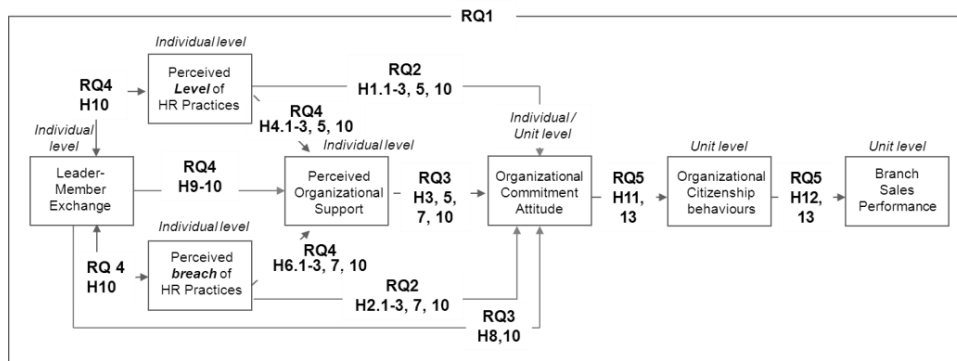 RQ1
Individual level
Perceived
Level of
HR Practices
RQ4
H10
RQ2
H1.1-3, 5, 10
RQ4
H4.1-3, 5, 10
Individual
level
Leader-
Member
Exchange
RQ4
H9-10
Individual level
Perceived
Organizational
Support
RQ3
H3, 5,
7, 10
Individual /
Unit level
Organizational
Commitment
Attitude
RQ5
H11,
13
Unit level
Organizational
Citizenship
behaviours
RQ5
H12,
13
Unit level
Branch
Sales
Performance
RQ 4
H10
Individual level
Perceived
breach of
HR Practices
RQ4
H6.1-3, 7, 10
RQ2
H2.1-3, 7, 10
RQ3
H8,10